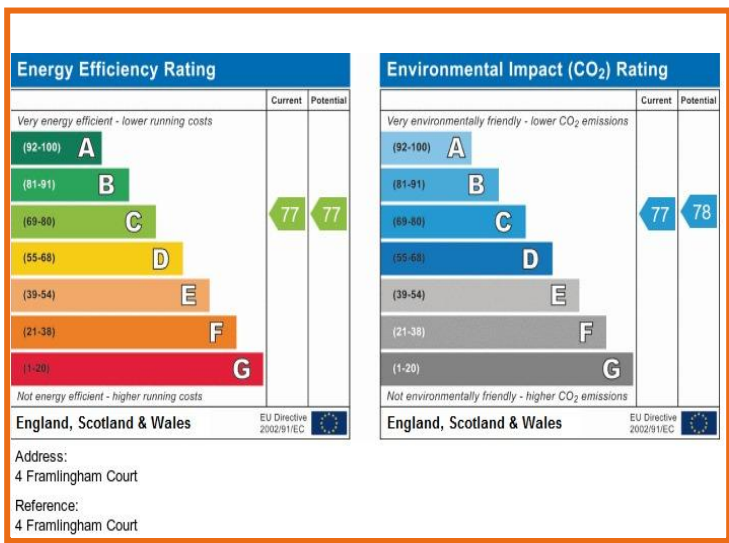 Energy Efficiency Rating
Current Potential
Very energy efficient - lower running costs
(92-100) A
(81-91) B
(69-80) C
77 77
(55-68) D
(39-54) E
(21-38) F
(1-20) G
Not energy efficient - higher running costs
England, Scotland & Wales
EU Directive
2002/91/EC
Environmental Impact (CO₂) Rating
Current Potential
Very environmentally friendly - lower CO₂ emissions
(92-100) A
(81-91) B
(69-80) C
77 78
(55-68) D
(39-54) E
(21-38) F
(1-20) G
Not environmentally friendly - higher CO₂ emissions
England, Scotland & Wales
EU Directive
2002/91/EC
Address:
4 Framlingham Court
Reference:
4 Framlingham Court